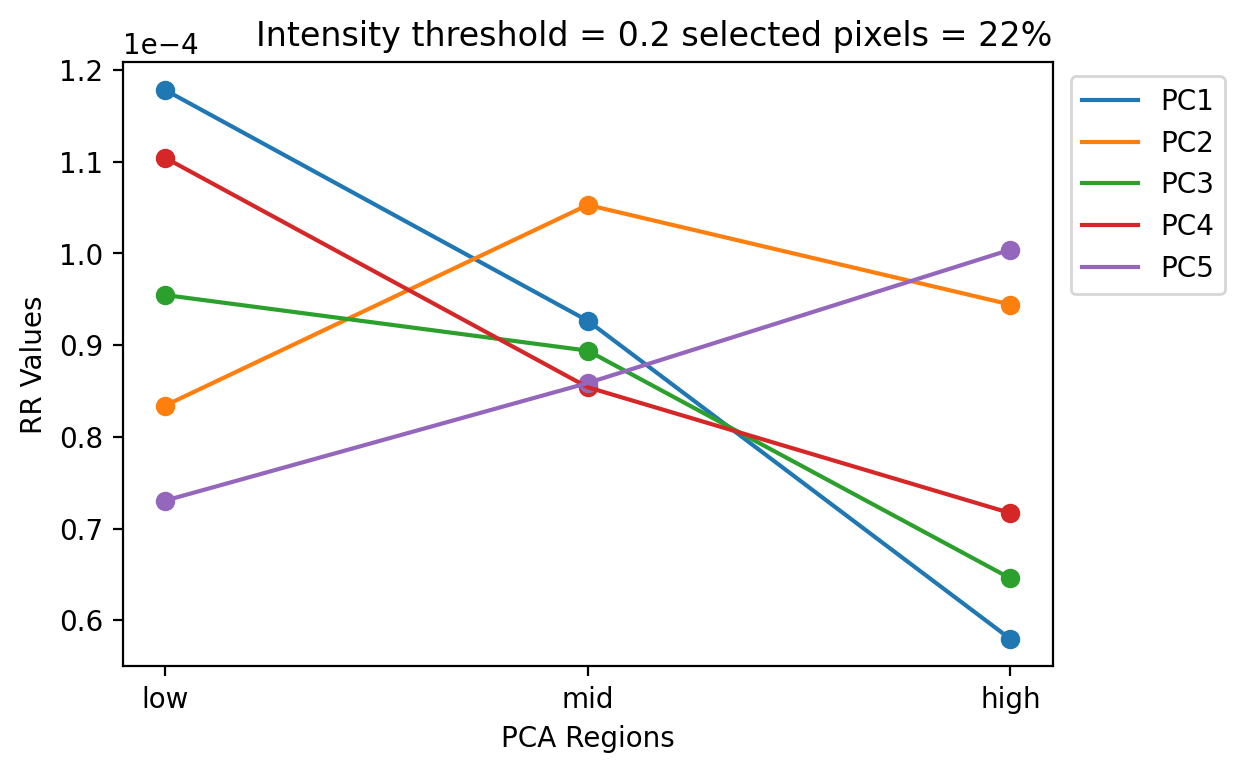 Intensity threshold = 0.2 selected pixels = 22%
1e−4
1.2
1.1
1.0
0.9
0.8
0.7
0.6
RR Values
low
mid
high
PCA Regions
PC1
PC2
PC3
PC4
PC5